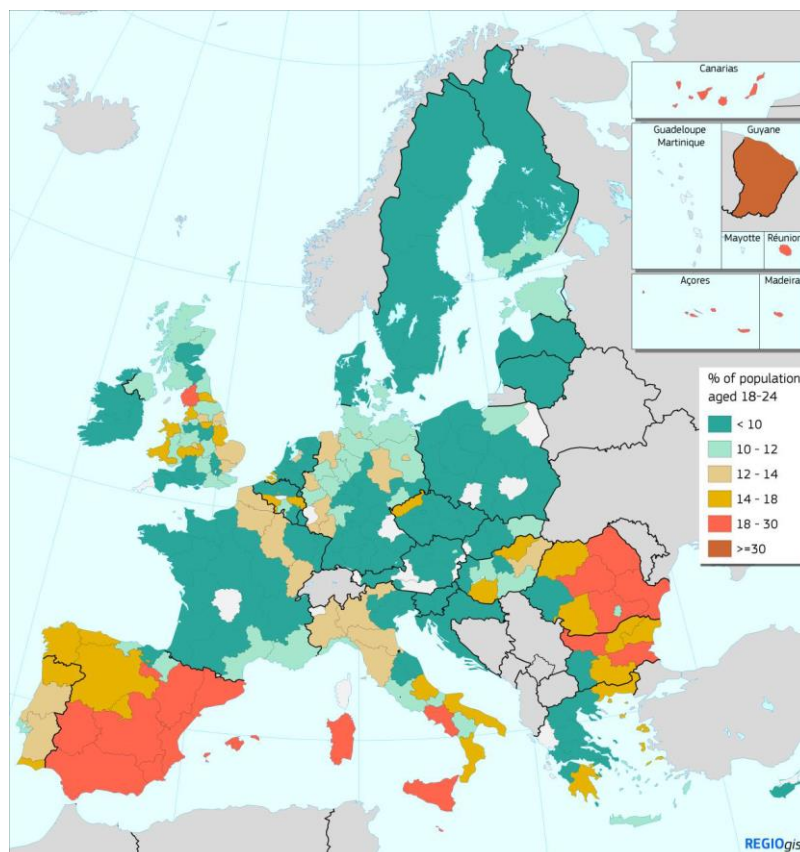 Canarias
Guadeloupe
Martinique
Guyane
Mayotte
Réunion
Açores
Madeira
% of population
aged 18-24
< 10
10 - 12
12 - 14
14 - 18
18 - 30
>=30
REGIOgis